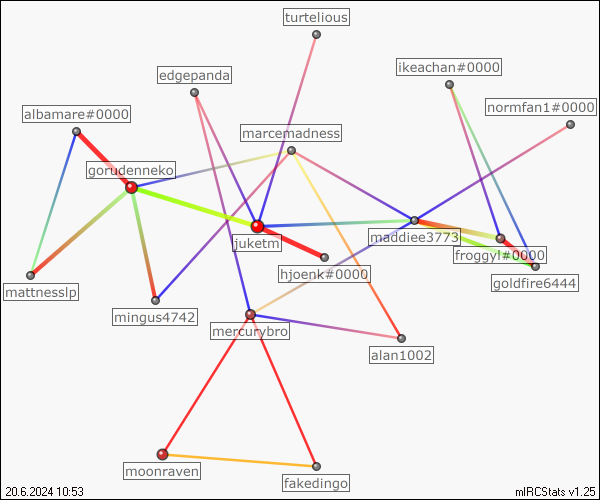 turtelious
ikeachan#0000
edgepanda
normfan1#0000
albamare#0000
marcemadness
gorudenneko
maddiee3773
juketm
froggy!#0000
hjoenk#0000
goldfire6444
mattnesslp
mingus4742
mercurybro
alan1002
moonraven
fakedingo
20.6.2024 10:53
mIRCStats v1.25